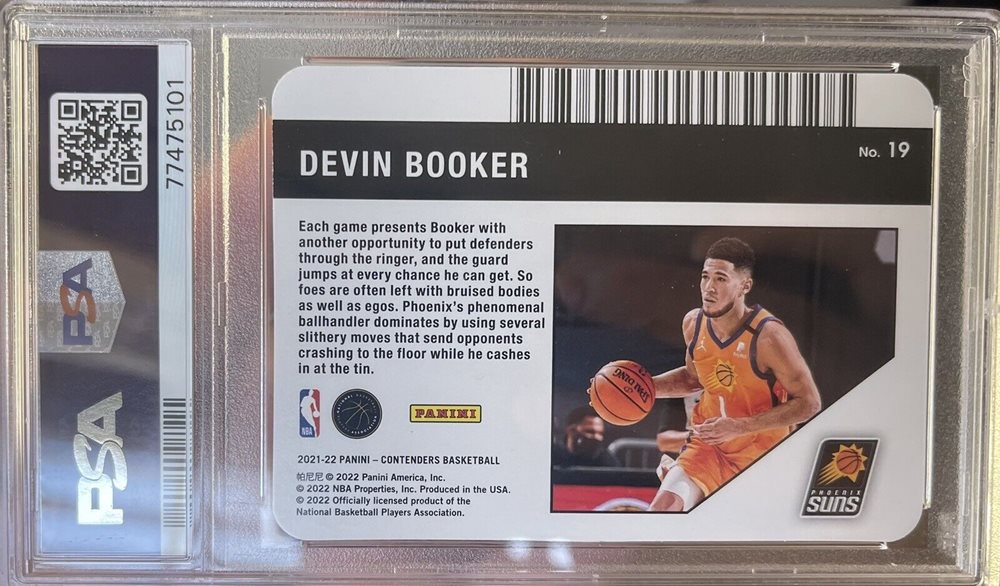 PSA
77475101
PSA
DEVIN BOOKER
No. 19
Each game presents Booker with
another opportunity to put defenders
through the ringer, and the guard
jumps at every chance he can get. So
foes are often left with bruised bodies
as well as egos. Phoenix's phenomenal
ballhandler dominates by using several
slithery moves that send opponents
crashing to the floor while he cashes
in at the tin.
SPALDING
1
NBA
PANINI
PHOENIX
SUNS
2021-22 PANINI – CONTENDERS BASKETBALL
帕尼尼 © 2022 Panini America, Inc.
© 2022 NBA Properties, Inc. Produced in the USA.
© 2022 Officially licensed product of the
National Basketball Players Association.